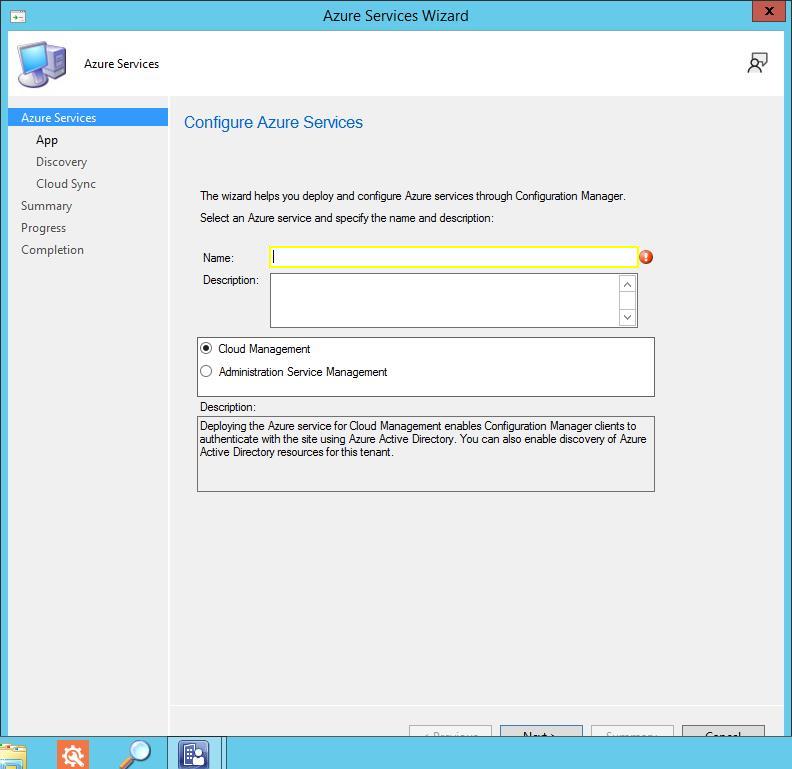 Azure Services Wizard
x
Azure Services
Azure Services
App
Discovery
Cloud Sync
Summary
Progress
Completion
Configure Azure Services
The wizard helps you deploy and configure Azure services through Configuration Manager.
Select an Azure service and specify the name and description:
Name:
Description:
Cloud Management
Administration Service Management
Description:
Deploying the Azure service for Cloud Management enables Configuration Manager clients to
authenticate with the site using Azure Active Directory. You can also enable discovery of Azure
Active Directory resources for this tenant.
< Previous
Next >
Summary
Cancel